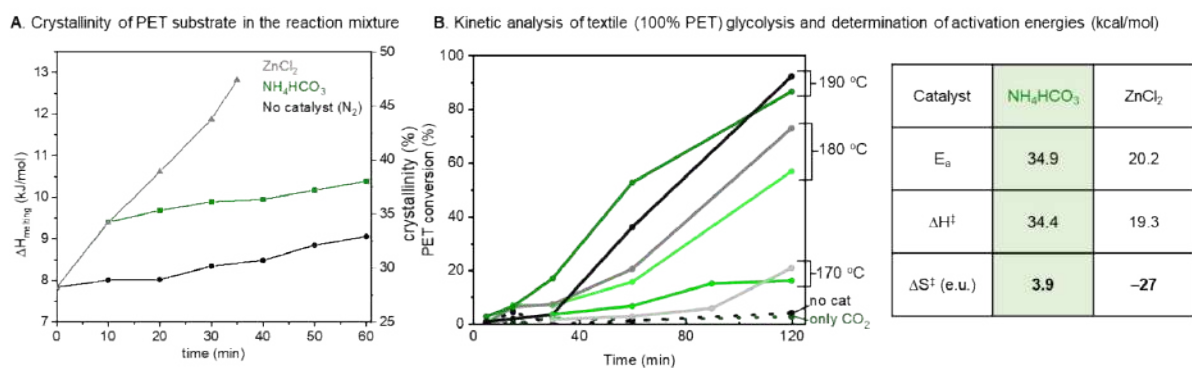 A. Crystallinity of PET substrate in the reaction mixture
B. Kinetic analysis of textile (100% PET) glycolysis and determination of activation energies (kcal/mol)
ZnCl₂
NH₄HCO₃
No catalyst (N₂)
13
12
11
10
9
8
7
ΔH_melting (kJ/mol)
0 10 20 30 40 50 60
time (min)
50
45
40
35
30
25
crystallinity (%)
PET conversion (%)
100
80
60
40
20
0
0 40 80 120
Time (min)
190 °C
180 °C
170 °C
no cat
only CO₂
Catalyst NH₄HCO₃ ZnCl₂
Eₐ 34.9 20.2
ΔH‡ 34.4 19.3
ΔS‡ (e.u.) 3.9 –27